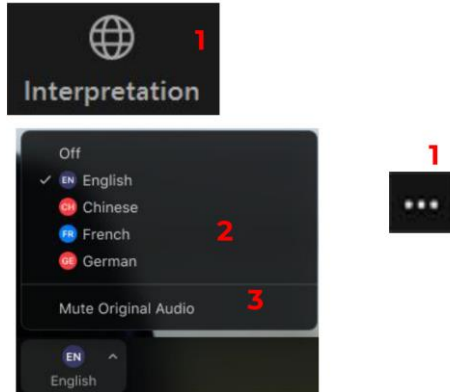 1
Interpretation
Off
EN English
CH Chinese
FR French
2
GE German
Mute Original Audio
3
EN
English
1